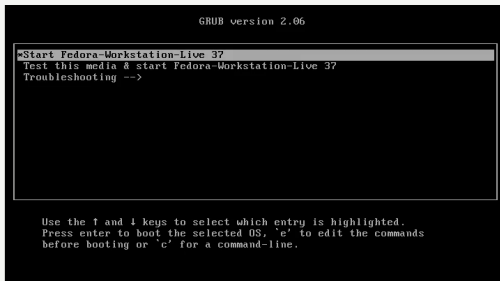 GRUB version 2.06
*Start Fedora-Workstation-Live 37
Test this media & start Fedora-Workstation-Live 37
Troubleshooting -->
Use the ↑ and ↓ keys to select which entry is highlighted.
Press enter to boot the selected OS, `e' to edit the commands
before booting or `c' for a command-line.